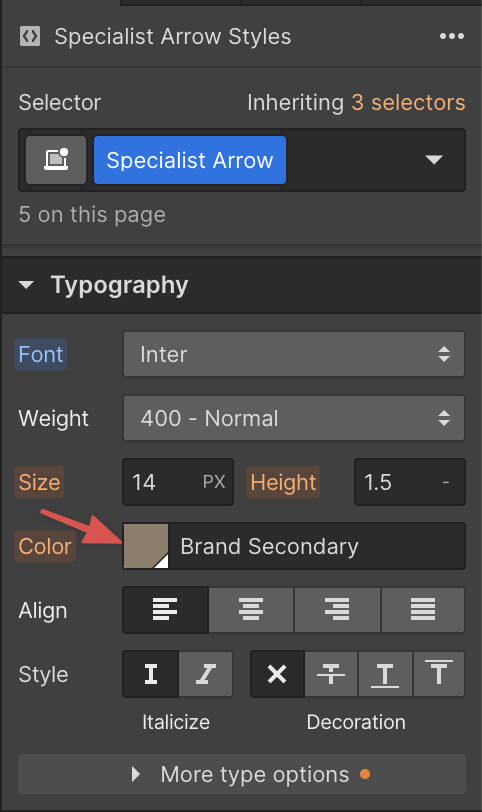 Specialist Arrow Styles
Selector Inheriting 3 selectors
Specialist Arrow
5 on this page
Typography
Font Inter
Weight 400 - Normal
Size 14 PX Height 1.5 -
Color Brand Secondary
Align
Style
Italicize Decoration
More type options